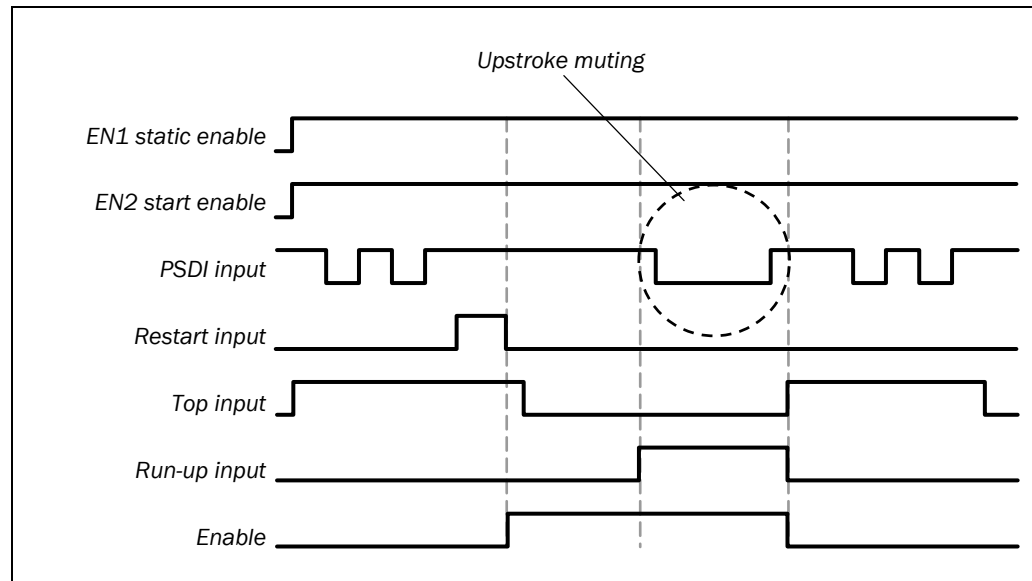 Upstroke muting
EN1 static enable
EN2 start enable
PSDI input
Restart input
Top input
Run-up input
Enable